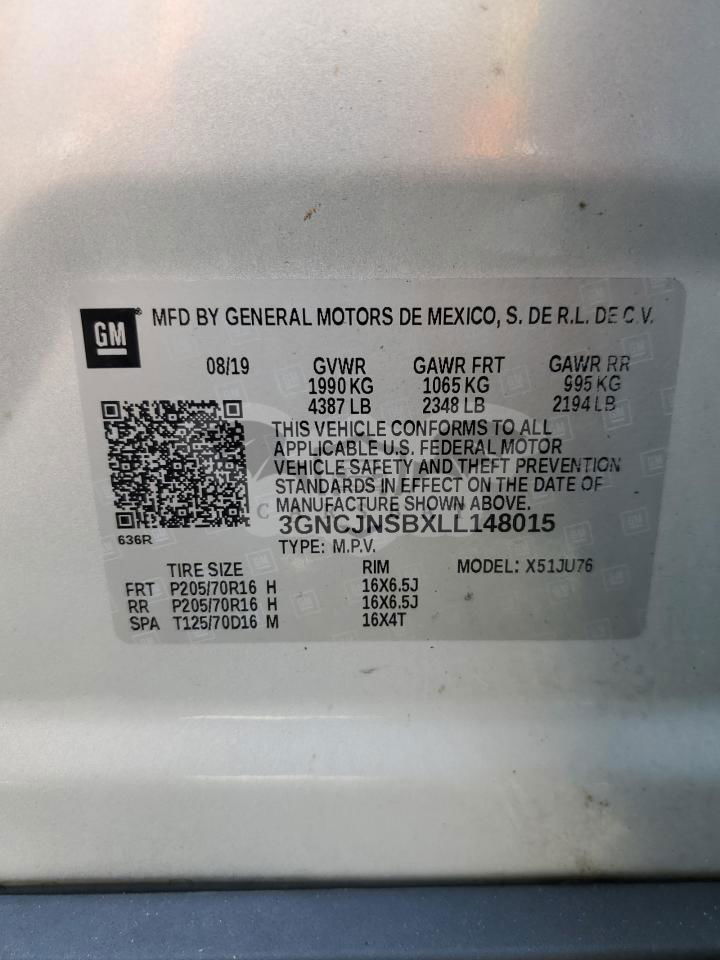 GM® MFD BY GENERAL MOTORS DE MEXICO, S. DE R.L. DE C.V.
08/19 GVWR GAWR FRT GAWR RR
1990 KG 1065 KG 995 KG
4387 LB 2348 LB 2194 LB
THIS VEHICLE CONFORMS TO ALL
APPLICABLE U.S. FEDERAL MOTOR
VEHICLE SAFETY AND THEFT PREVENTION
STANDARDS IN EFFECT ON THE DATE OF
MANUFACTURE SHOWN ABOVE.
3GNCJNSBXLL148015
636R
TYPE: M.P.V.
TIRE SIZE RIM MODEL: X51JU76
FRT P205/70R16 H 16X6.5J
RR P205/70R16 H 16X6.5J
SPA T125/70D16 M 16X4T